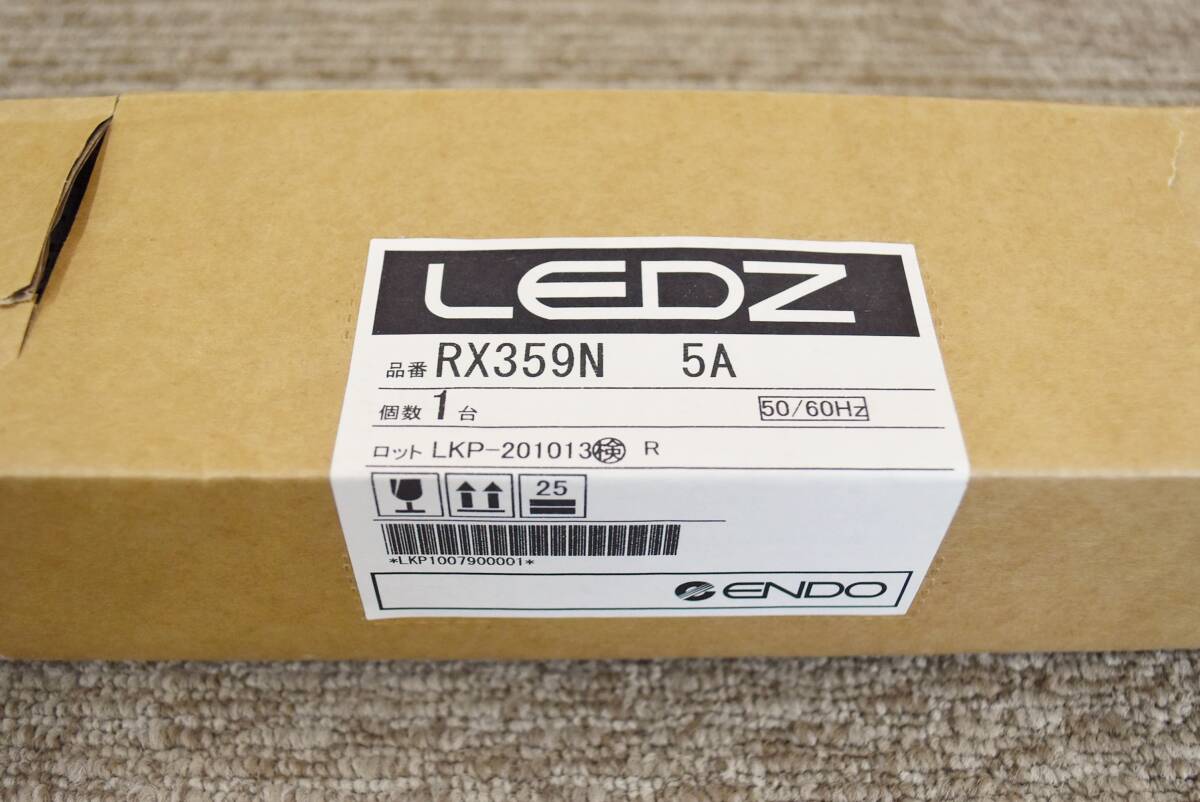 LEDZ
品番 RX359N 5A
個数 1 台 50/60Hz
ロット LKP-201013 検 R
25
*LKP1007900001*
ENDO